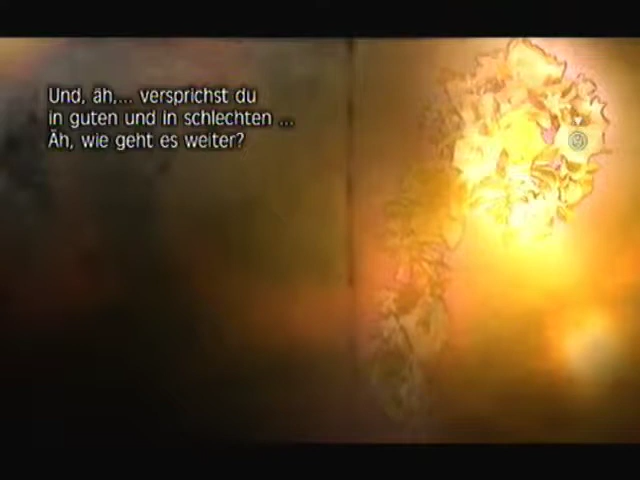 Und, äh,... versprichst du
in guten und in schlechten ...
Äh, wie geht es weiter?